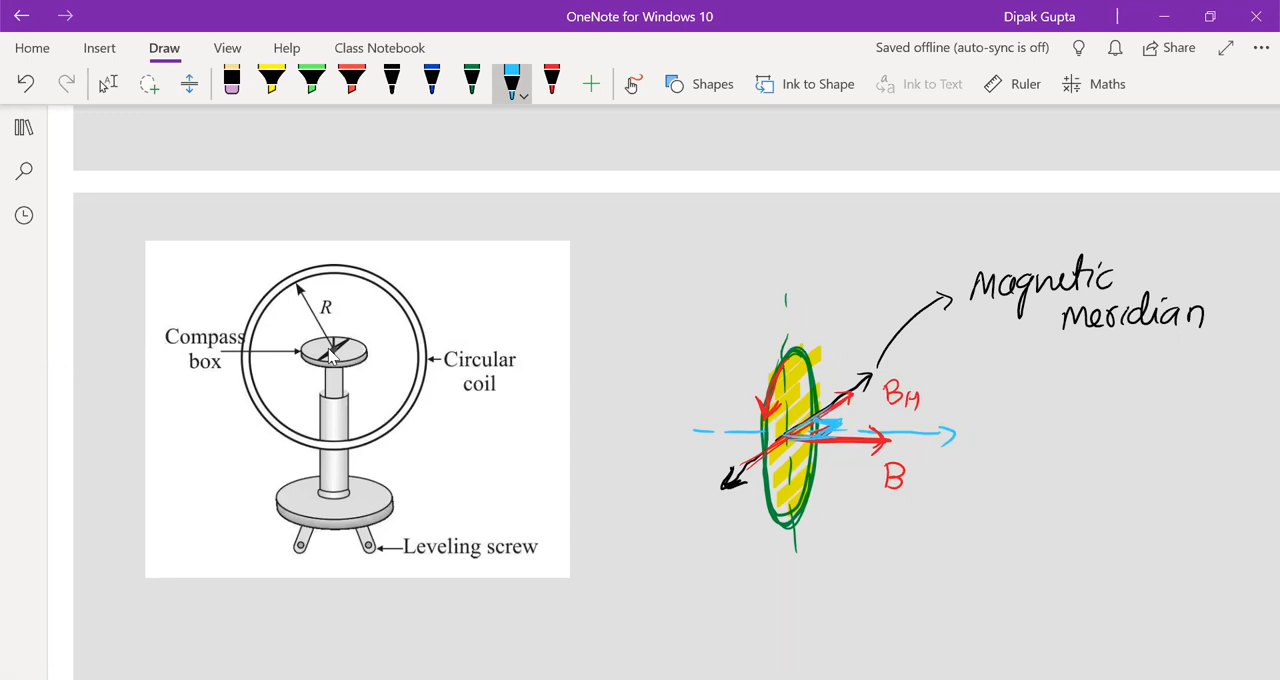 OneNote for Windows 10
Dipak Gupta
Home Insert Draw View Help Class Notebook
Saved offline (auto-sync is off)
Share
Shapes
Ink to Shape
Ink to Text
Ruler
Maths
R
Compass
box
Circular
coil
Leveling screw
Magnetic
meridian
BH
B